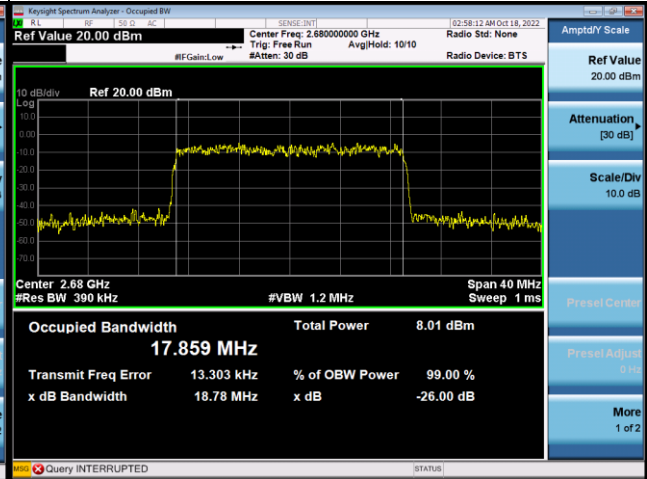 Keysight Spectrum Analyzer - Occupied BW
RL RF 50 Ω AC SENSE:INT 02:58:12 AM Oct 18, 2022
Ref Value 20.00 dBm Center Freq: 2.680000000 GHz Radio Std: None
Trig: Free Run Avg|Hold: 10/10
#IFGain:Low #Atten: 30 dB Radio Device: BTS
10 dB/div Ref 20.00 dBm
Log
10.0
0.00
-10.0
-20.0
-30.0
-40.0
-50.0
-60.0
-70.0
Center 2.68 GHz Span 40 MHz
#Res BW 390 kHz #VBW 1.2 MHz Sweep 1 ms
Occupied Bandwidth Total Power 8.01 dBm
17.859 MHz
Transmit Freq Error 13.303 kHz % of OBW Power 99.00 %
x dB Bandwidth 18.78 MHz x dB -26.00 dB
MSG Query INTERRUPTED STATUS
Amptd/Y Scale
Ref Value
20.00 dBm
Attenuation
[30 dB]
Scale/Div
10.0 dB
Presel Center
Presel Adjust
0 Hz
More
1 of 2